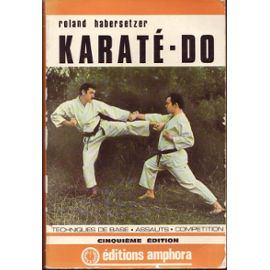 roland habersetzer
KARATÉ-DO
TECHNIQUES DE BASE • ASSAUTS • COMPETITION
CINQUIÈME ÉDITION
éditions amphora